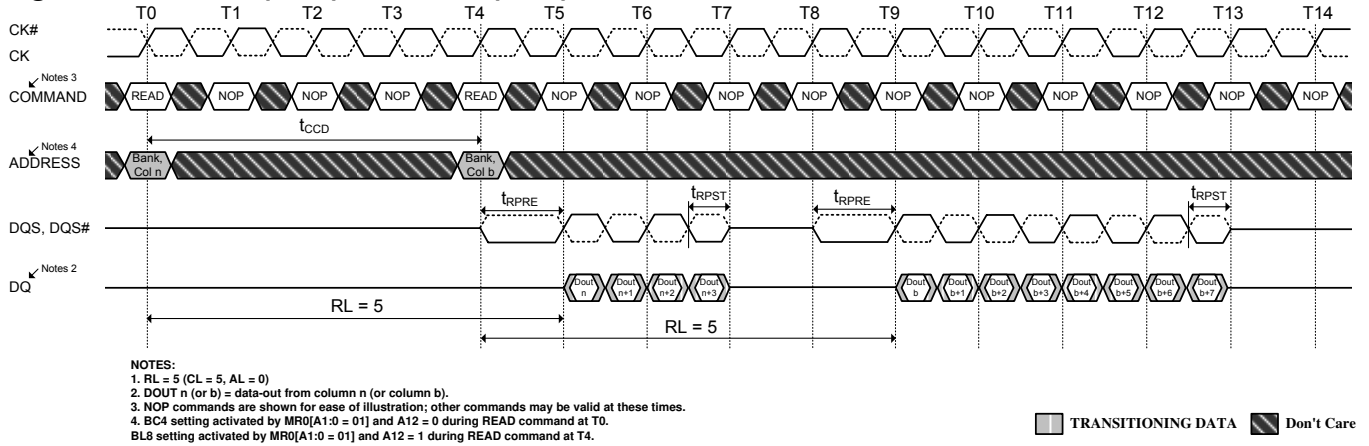 T0 T1 T2 T3 T4 T5 T6 T7 T8 T9 T10 T11 T12 T13 T14
CK#
CK
Notes 3
COMMAND READ NOP NOP NOP READ NOP NOP NOP NOP NOP NOP NOP NOP NOP NOP
tCCD
Notes 4
ADDRESS
Bank, Col n
Bank, Col b
tRPRE tRPST tRPRE tRPST
DQS, DQS#
Notes 2
DQ
Dout n Dout n+1 Dout n+2 Dout n+3 Dout b Dout b+1 Dout b+2 Dout b+3 Dout b+4 Dout b+5 Dout b+6 Dout b+7
RL = 5
RL = 5
NOTES:
1. RL = 5 (CL = 5, AL = 0)
2. DOUT n (or b) = data-out from column n (or column b).
3. NOP commands are shown for ease of illustration; other commands may be valid at these times.
4. BC4 setting activated by MR0[A1:0 = 01] and A12 = 0 during READ command at T0.
BL8 setting activated by MR0[A1:0 = 01] and A12 = 1 during READ command at T4.
TRANSITIONING DATA Don't Care